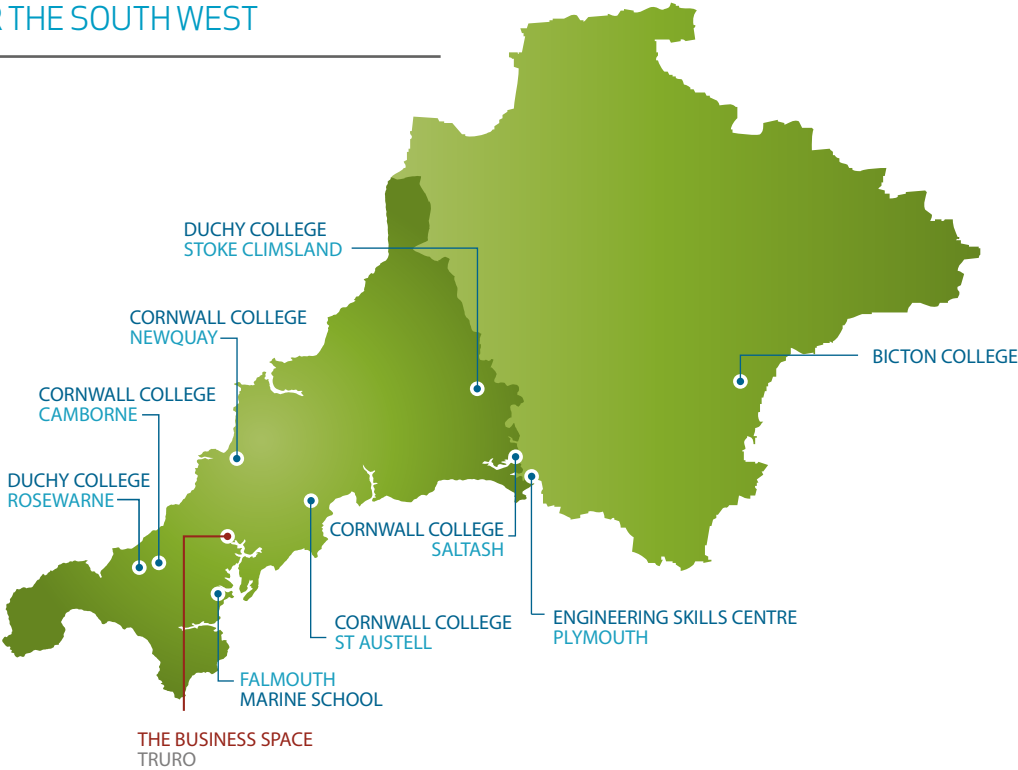 THE SOUTH WEST
DUCHY COLLEGE
STOKE CLIMSLAND
CORNWALL COLLEGE
NEWQUAY
BICTON COLLEGE
CORNWALL COLLEGE
CAMBORNE
DUCHY COLLEGE
ROSEWARNE
CORNWALL COLLEGE
SALTASH
ENGINEERING SKILLS CENTRE
PLYMOUTH
CORNWALL COLLEGE
ST AUSTELL
FALMOUTH
MARINE SCHOOL
THE BUSINESS SPACE
TRURO